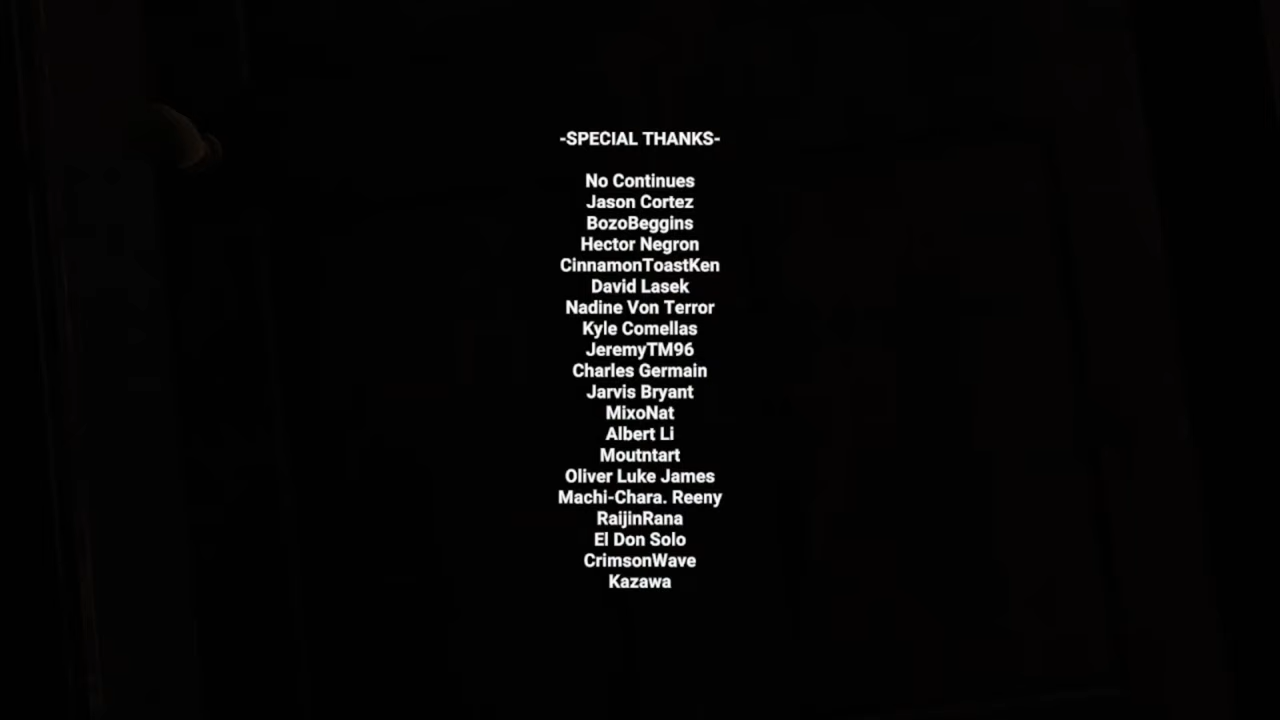 -SPECIAL THANKS-
No Continues
Jason Cortez
BozoBeggins
Hector Negron
CinnamonToastKen
David Lasek
Nadine Von Terror
Kyle Comellas
JeremyTM96
Charles Germain
Jarvis Bryant
MixoNat
Albert Li
Moutntart
Oliver Luke James
Machi-Chara. Reeny
RaijinRana
El Don Solo
CrimsonWave
Kazawa